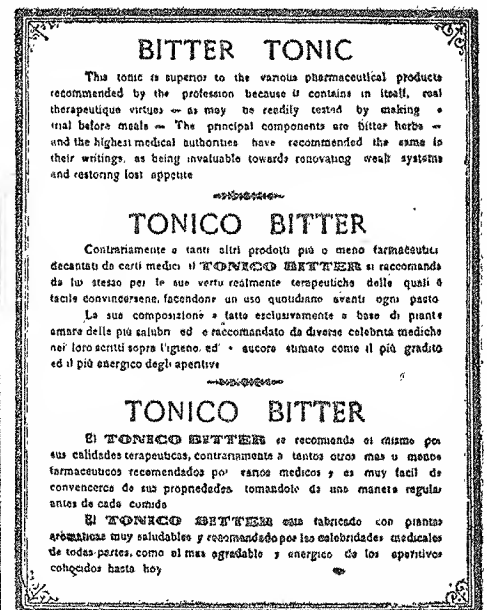 BITTER TONIC
This tonic is superior to the various pharmaceutical products
recommended by the profession because it contains in itself, real
therapeutique virtues — as may be readily tested by making a
trial before meals — The principal components are bitter herbs —
and the highest medical authorities have recommended the same in
their writings, as being invaluable towards renovating weak systems
and restoring lost appetite
TONICO BITTER
Contrariamente a tanti altri prodotti più o meno farmaceutici
decantati da certi medici il TONICO BITTER si raccomanda
da lui stesso per le sue vertu realmente terapeutiche delle quali è
facile convincersene, facendone un uso quotidiano avanti ogni pasto
La sua composizione e fatta esclusivamente a base di piante
amare delle più salubri ed e raccomandato da diverse celebrità mediche
nei loro scritti sopra l'igiene, ed è ancora stimato come il più gradito
ed il più energico degli aperitivi
TONICO BITTER
El TONICO BITTER se recomienda el mismo por
sus calidades terapeuticas, contrariamente a tantos otros mas u menos
farmaceuticos recomendados por varios medicos y es muy facil de
convencerce de sus propriedades, tomandole de una manera regular
antes de cada comida
El TONICO BITTER esta fabricado con plantas
aromaticas muy saludables y recomandado por las celebridades medicales
de todas partes, como el mas agradable y energico de los aperitivos
conocidos hasta hoy